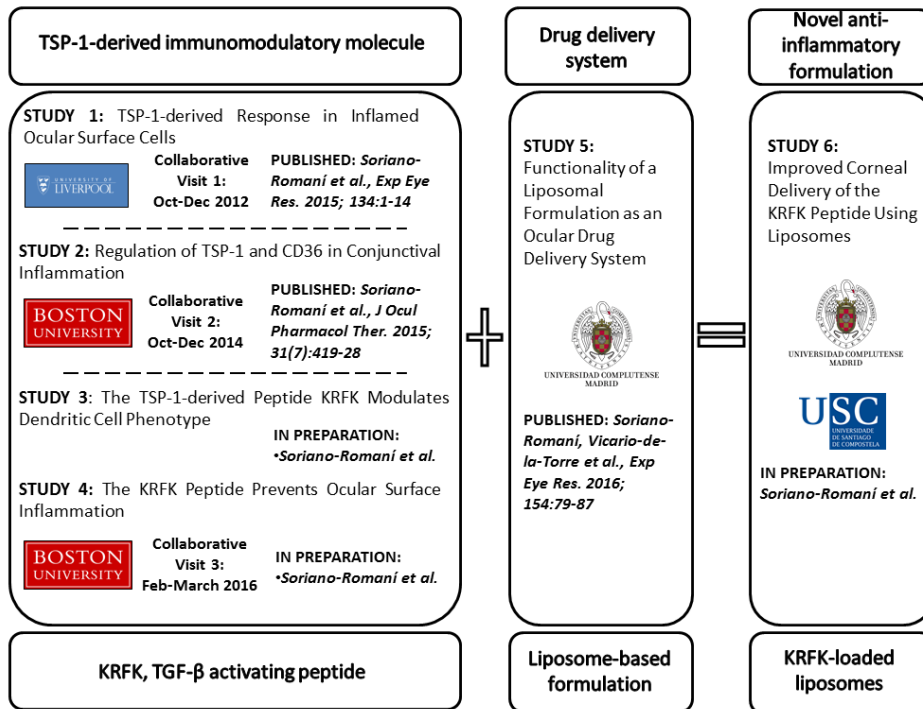 TSP-1-derived immunomodulatory molecule
STUDY 1: TSP-1-derived Response in Inflamed
Ocular Surface Cells
UNIVERSITY OF
LIVERPOOL
Collaborative
Visit 1:
Oct-Dec 2012
PUBLISHED: Soriano-
Romaní et al., Exp Eye
Res. 2015; 134:1-14
STUDY 2: Regulation of TSP-1 and CD36 in Conjunctival
Inflammation
BOSTON
UNIVERSITY
Collaborative
Visit 2:
Oct-Dec 2014
PUBLISHED: Soriano-
Romaní et al., J Ocul
Pharmacol Ther. 2015;
31(7):419-28
STUDY 3: The TSP-1-derived Peptide KRFK Modulates
Dendritic Cell Phenotype
IN PREPARATION:
•Soriano-Romaní et al.
STUDY 4: The KRFK Peptide Prevents Ocular Surface
Inflammation
BOSTON
UNIVERSITY
Collaborative
Visit 3:
Feb-March 2016
IN PREPARATION:
•Soriano-Romaní et al.
KRFK, TGF-β activating peptide
+
Drug delivery
system
STUDY 5:
Functionality of a
Liposomal
Formulation as an
Ocular Drug
Delivery System
UNIVERSIDAD COMPLUTENSE
MADRID
PUBLISHED: Soriano-
Romaní, Vicario-de-
la-Torre et al., Exp
Eye Res. 2016;
154:79-87
Liposome-based
formulation
=
Novel anti-
inflammatory
formulation
STUDY 6:
Improved Corneal
Delivery of the
KRFK Peptide Using
Liposomes
UNIVERSIDAD COMPLUTENSE
MADRID
USC
UNIVERSIDADE
DE SANTIAGO
DE COMPOSTELA
IN PREPARATION:
Soriano-Romaní et al.
KRFK-loaded
liposomes